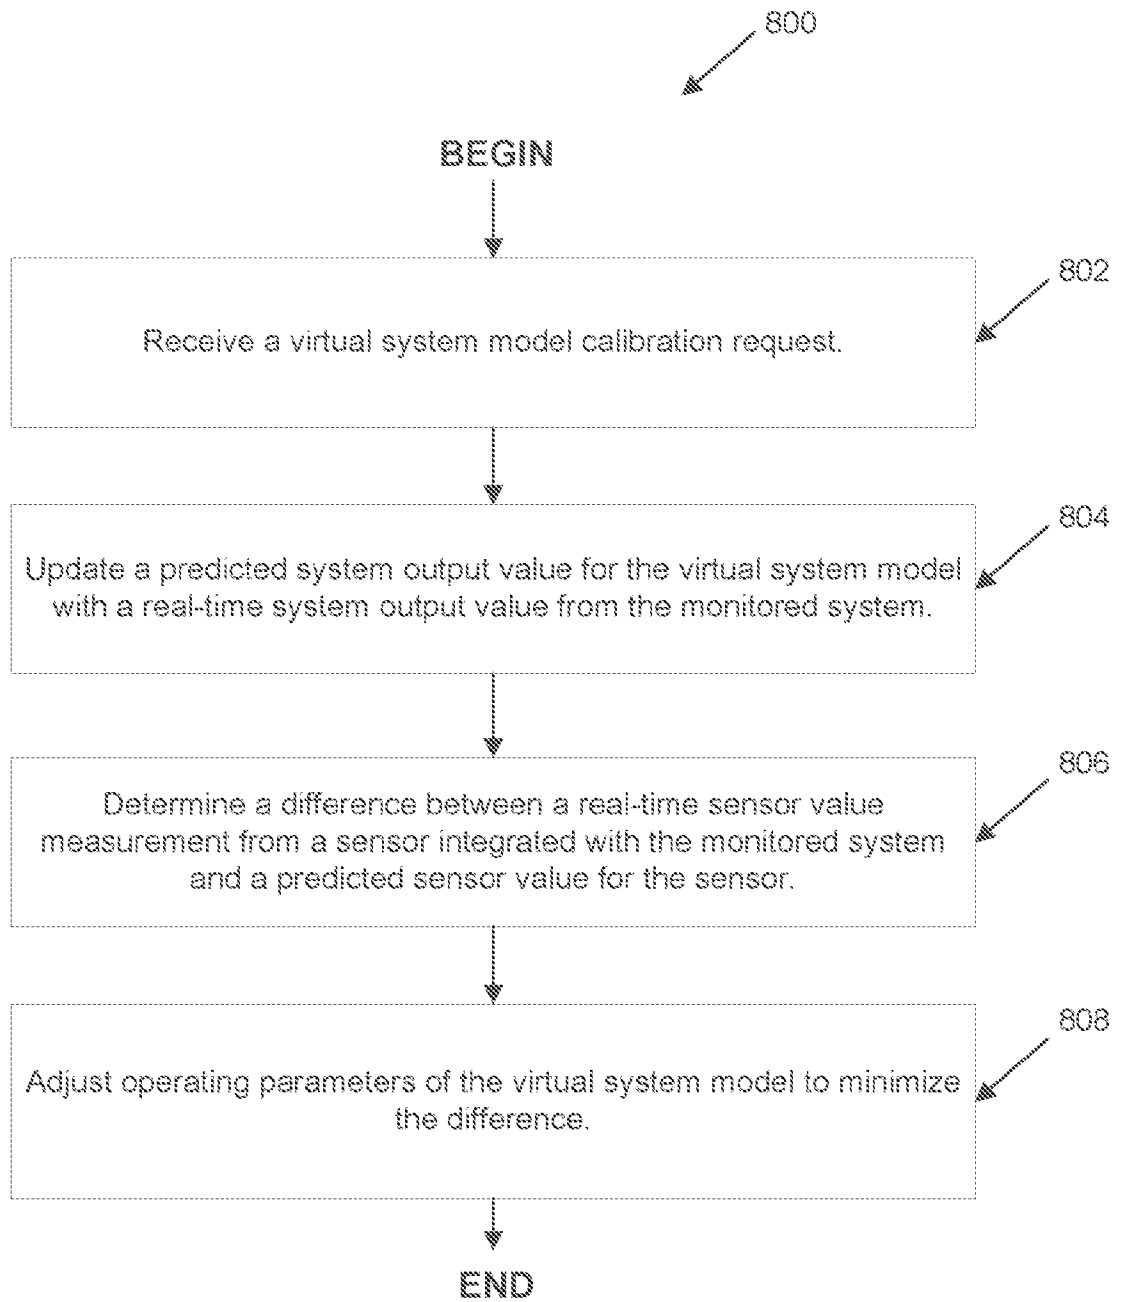 800
BEGIN
802
Receive a virtual system model calibration request.
804
Update a predicted system output value for the virtual system model
with a real-time system output value from the monitored system.
806
Determine a difference between a real-time sensor value
measurement from a sensor integrated with the monitored system
and a predicted sensor value for the sensor.
808
Adjust operating parameters of the virtual system model to minimize
the difference.
END